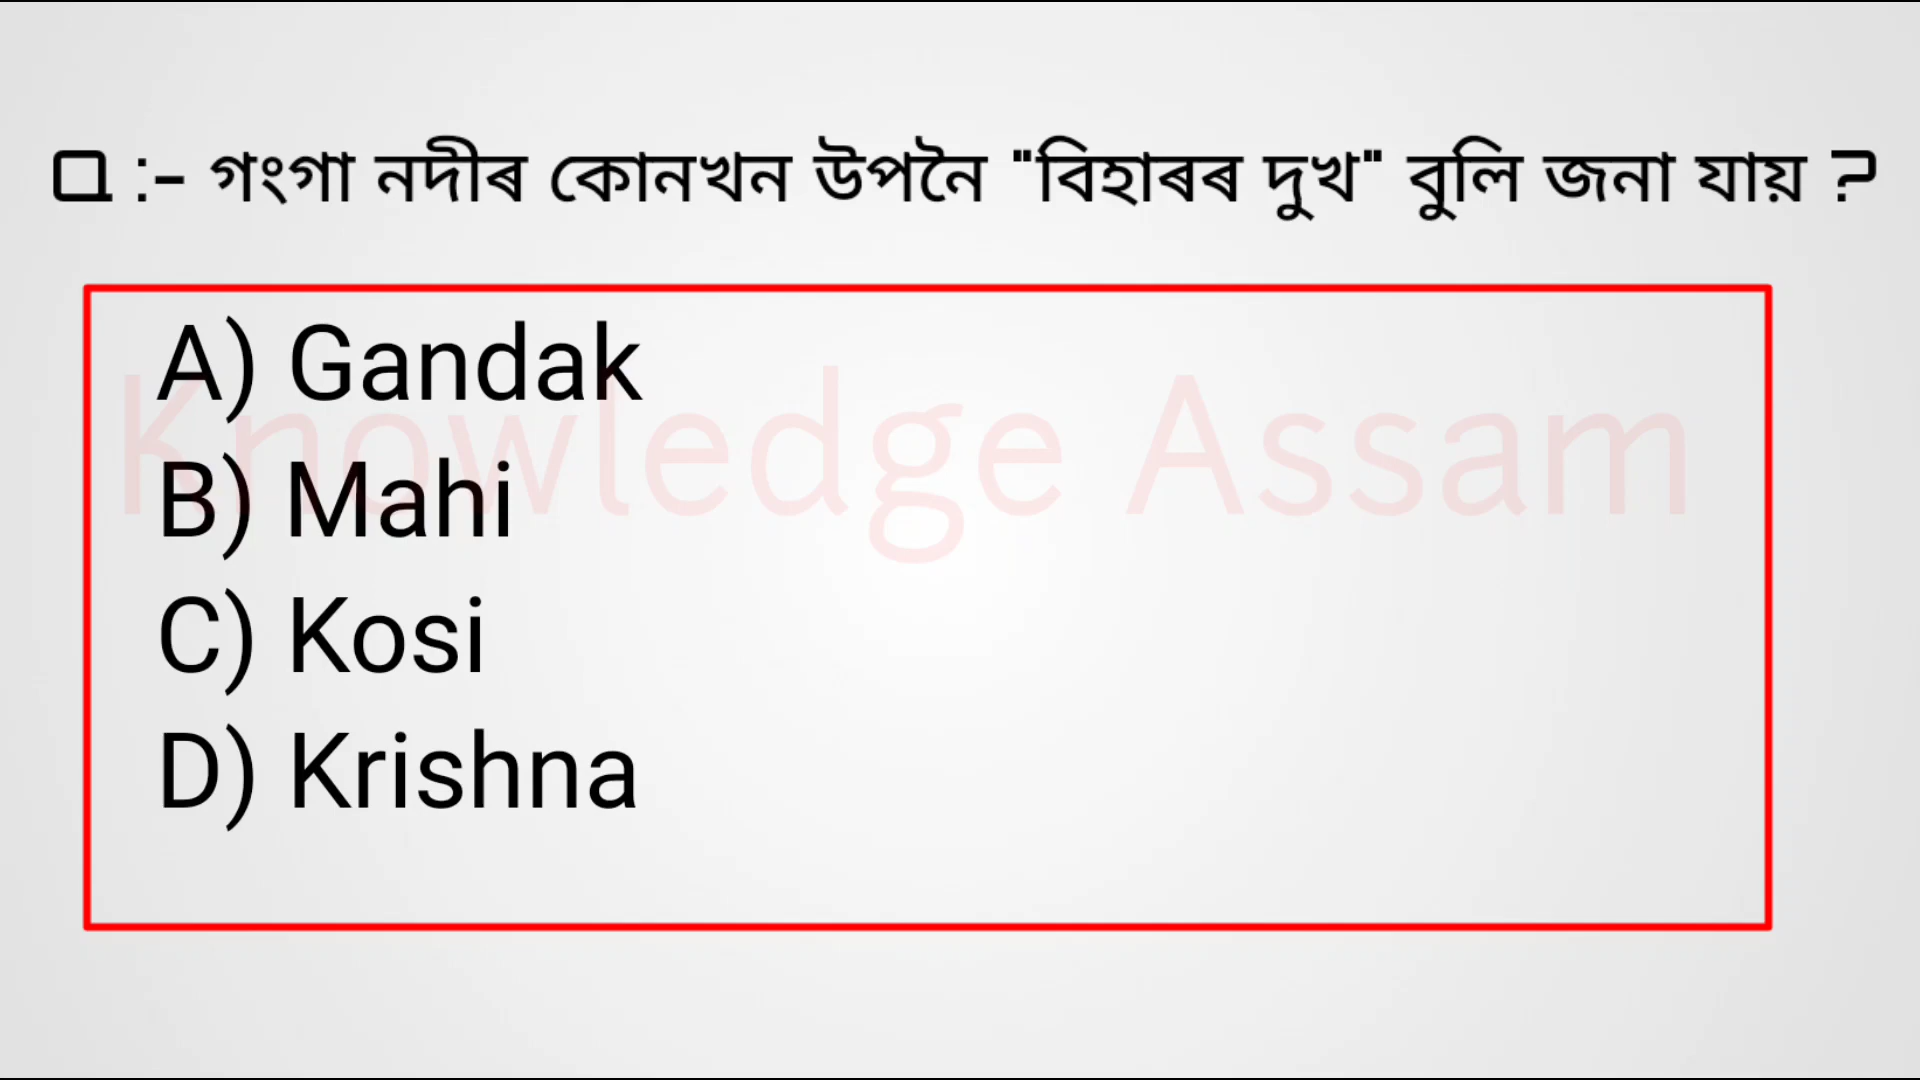 Q :- গংগা নদীৰ কোনখন উপনৈ "বিহাৰৰ দুখ" বুলি জনা যায় ?
A) Gandak
Knowledge Assam
B) Mahi
C) Kosi
D) Krishna